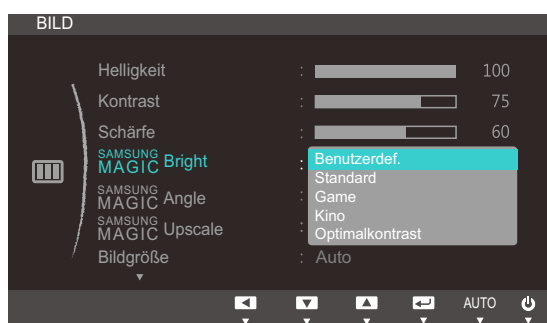 BILD
Helligkeit : 100
Kontrast : 75
Schärfe : 60
SAMSUNG MAGIC Bright : Benutzerdef.
Standard
SAMSUNG MAGIC Angle : Game
Kino
SAMSUNG MAGIC Upscale : Optimalkontrast
Bildgröße : Auto
AUTO